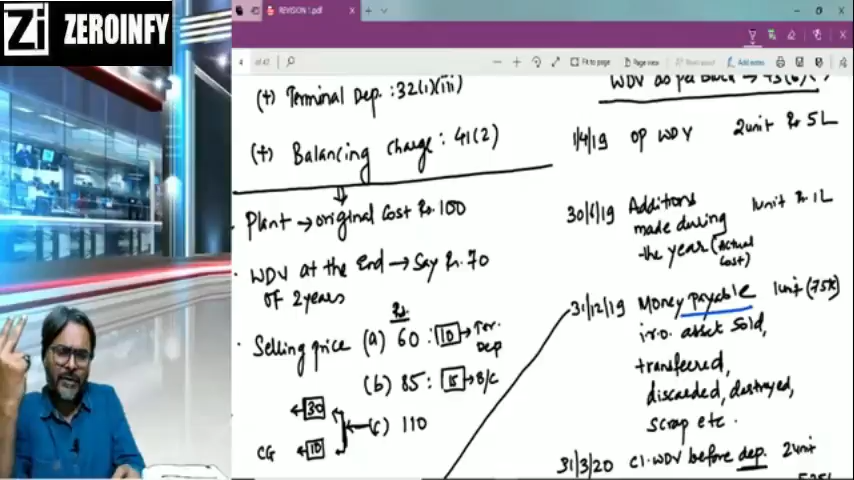 Zi ZEROINFY
REVISION 1.pdf
4 of 47
Fit to page
Page view
Add notes
(+) Terminal Dep. : 32(1)(iii)
(+) Balancing Charge : 41(2)
Plant → original Cost Rs. 100
WDV at the End → Say Rs. 70
of 2 years
Rs.
Selling price (a) 60 : 10 → Ter. Dep
(b) 85 : 15 → B/C
30
(c) 110
CG 10
WDV as per Block → 43(6)
1/4/19 OP WDV 2 unit Rs 5L
30/6/19 Additions 1 unit Rs. 1L
made during
the year (Actual Cost)
31/12/19 Money payable 1 unit (75K)
i.r.o. asset sold,
transferred,
discarded, destroyed,
scrap etc.
31/3/20 Cl. WDV before dep. 2 unit